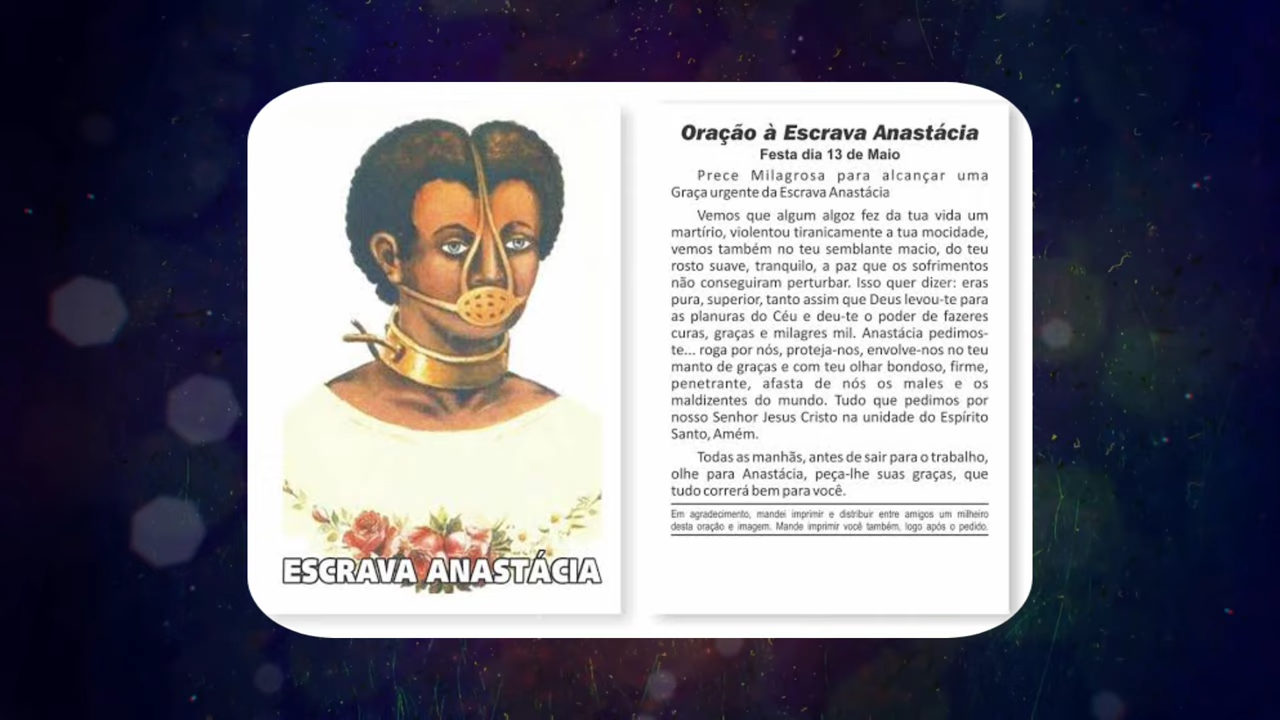 ESCRAVA ANASTÁCIA
Oração à Escrava Anastácia
Festa dia 13 de Maio
Prece Milagrosa para alcançar uma
Graça urgente da Escrava Anastácia
Vemos que algum algoz fez da tua vida um
martírio, violentou tiranicamente a tua mocidade,
vemos também no teu semblante macio, do teu
rosto suave, tranquilo, a paz que os sofrimentos
não conseguiram perturbar. Isso quer dizer: eras
pura, superior, tanto assim que Deus levou-te para
as planuras do Céu e deu-te o poder de fazeres
curas, graças e milagres mil. Anastácia pedimos-
te... roga por nós, proteja-nos, envolve-nos no teu
manto de graças e com teu olhar bondoso, firme,
penetrante, afasta de nós os males e os
maldizentes do mundo. Tudo que pedimos por
nosso Senhor Jesus Cristo na unidade do Espírito
Santo, Amém.
Todas as manhãs, antes de sair para o trabalho,
olhe para Anastácia, peça-lhe suas graças, que
tudo correrá bem para você.
Em agradecimento, mandei imprimir e distribuir entre amigos um milheiro
desta oração e imagem. Mande imprimir você também, logo após o pedido.